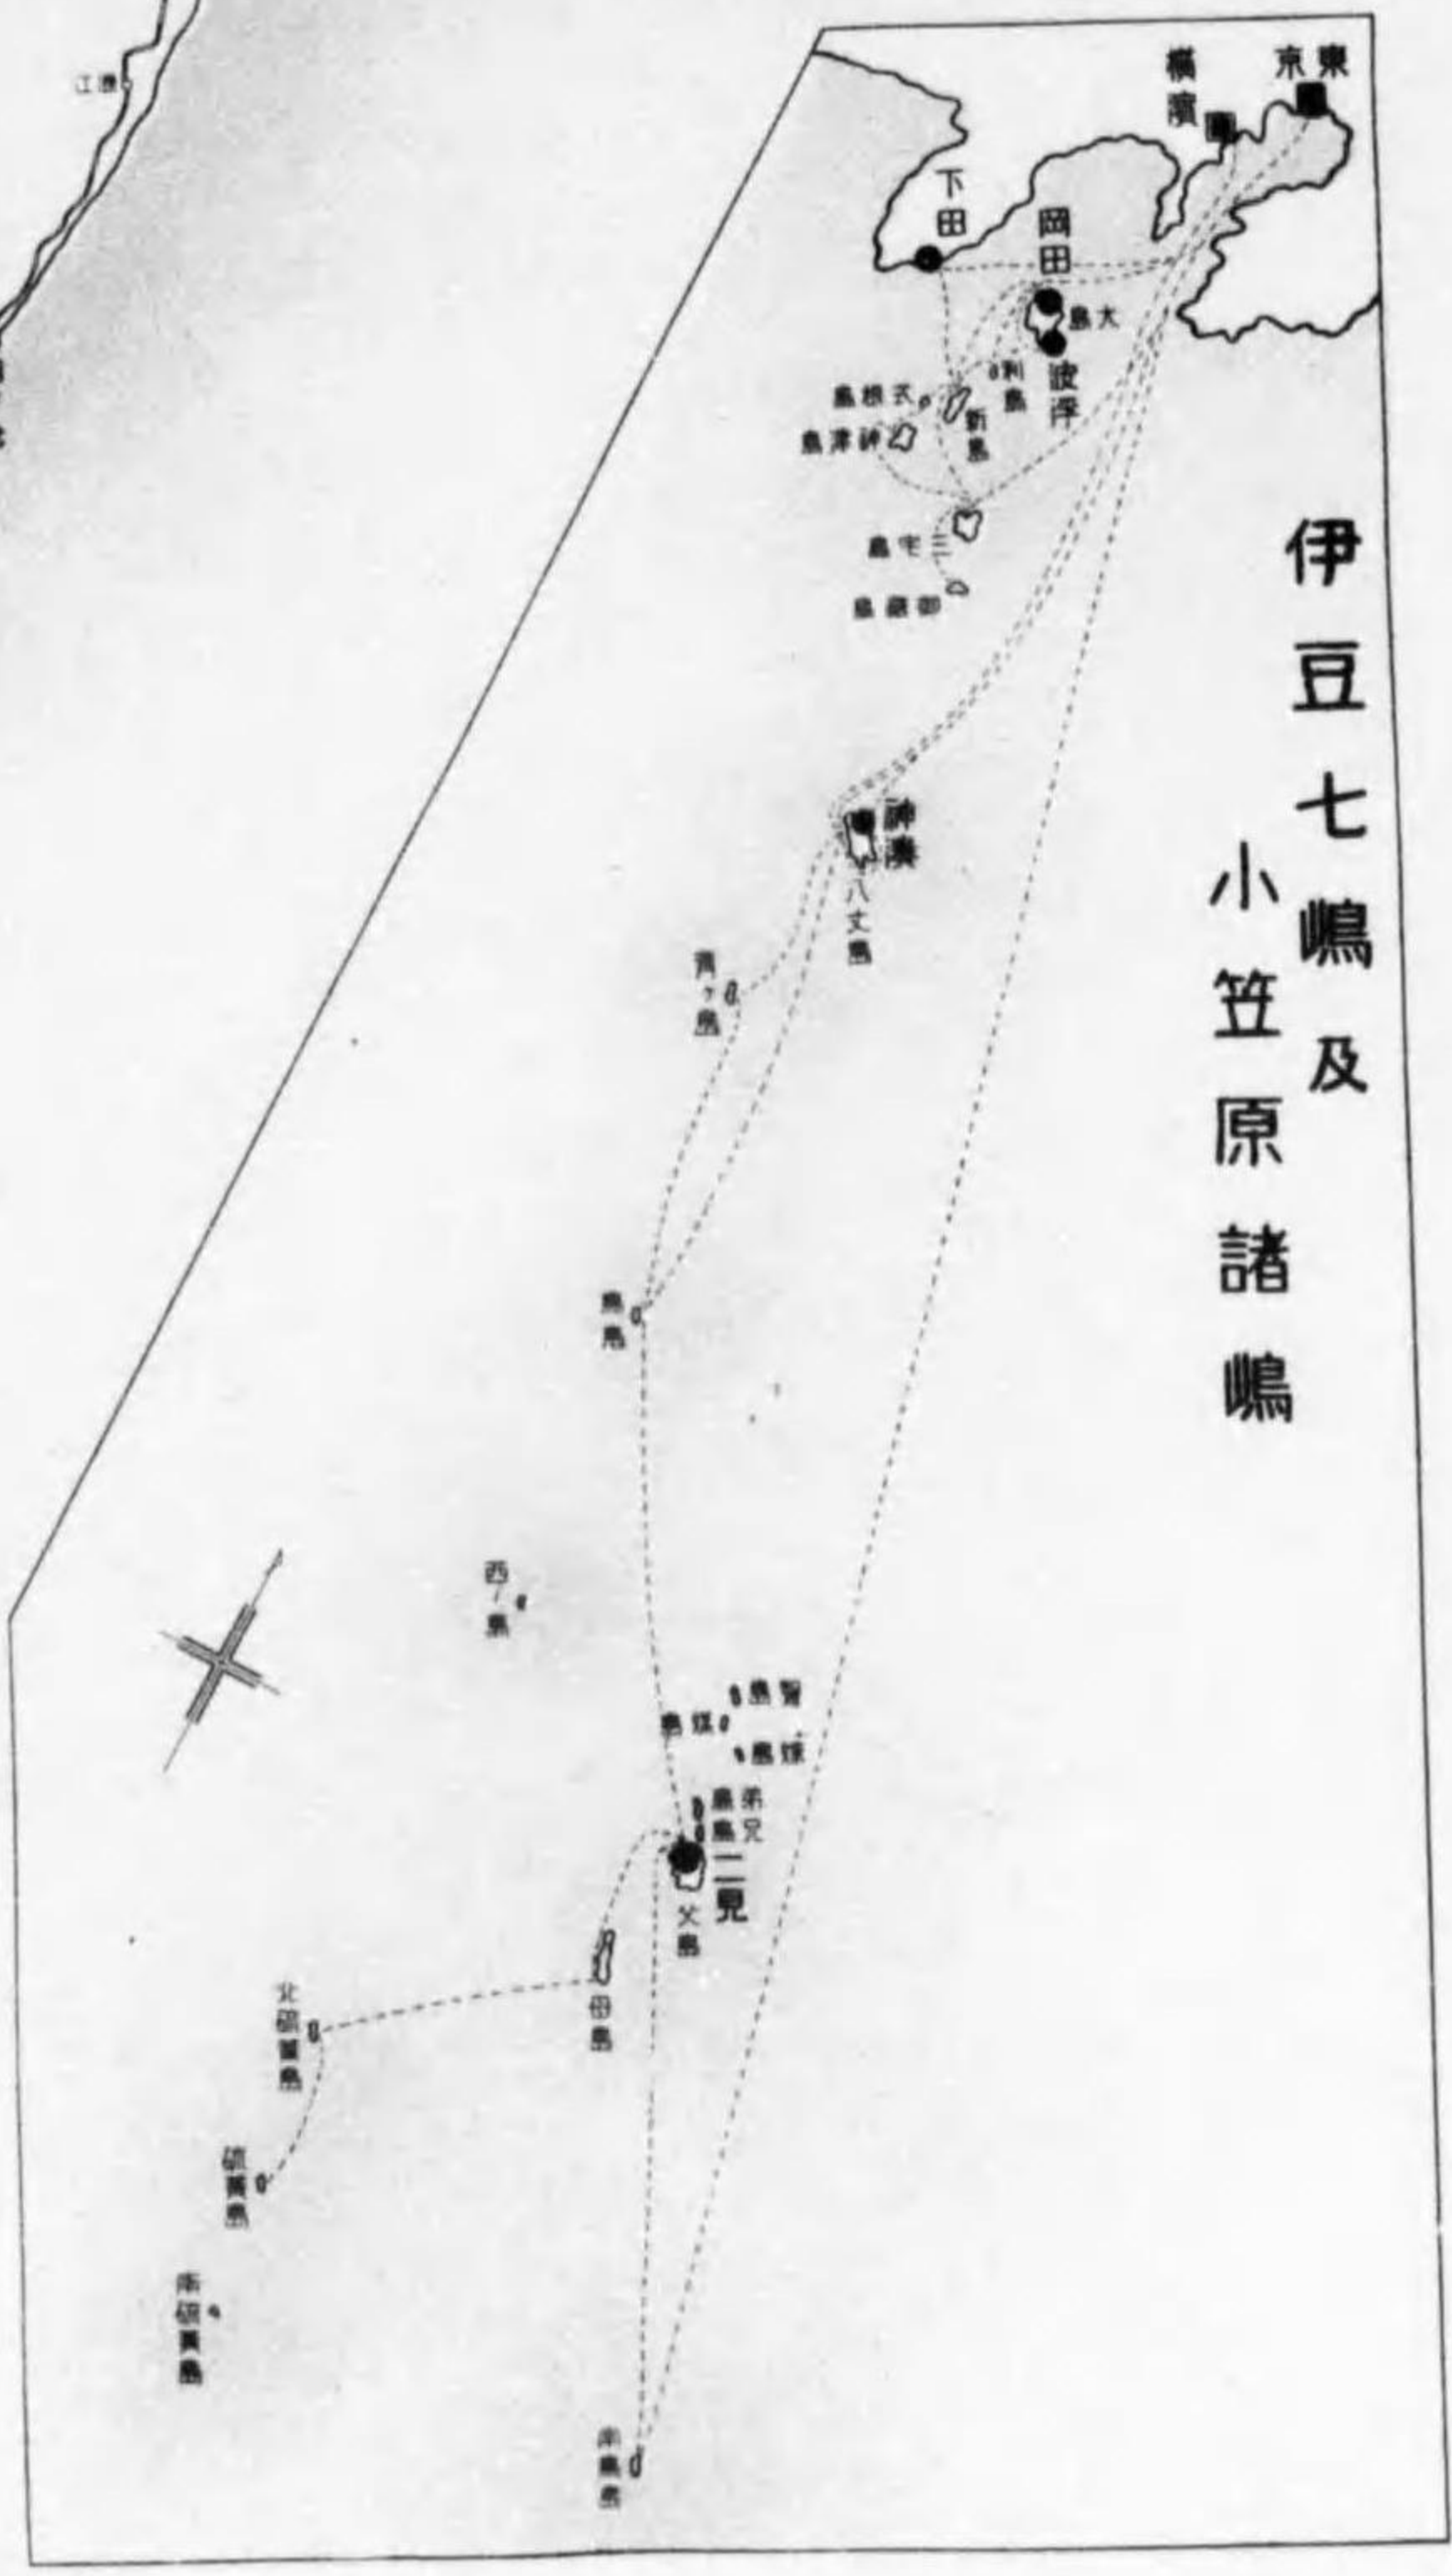 伊豆七嶋及
小笠原諸嶋
東京
横濱
下田
岡田
大島
波浮
利島
新島
式根島
神津島
三宅島
御蔵島
神湊
八丈島
青ヶ島
鳥島
西ノ島
聟島
媒島
嫁島
弟島
兄島
二見
父島
母島
北硫黄島
硫黄島
南硫黄島
南鳥島